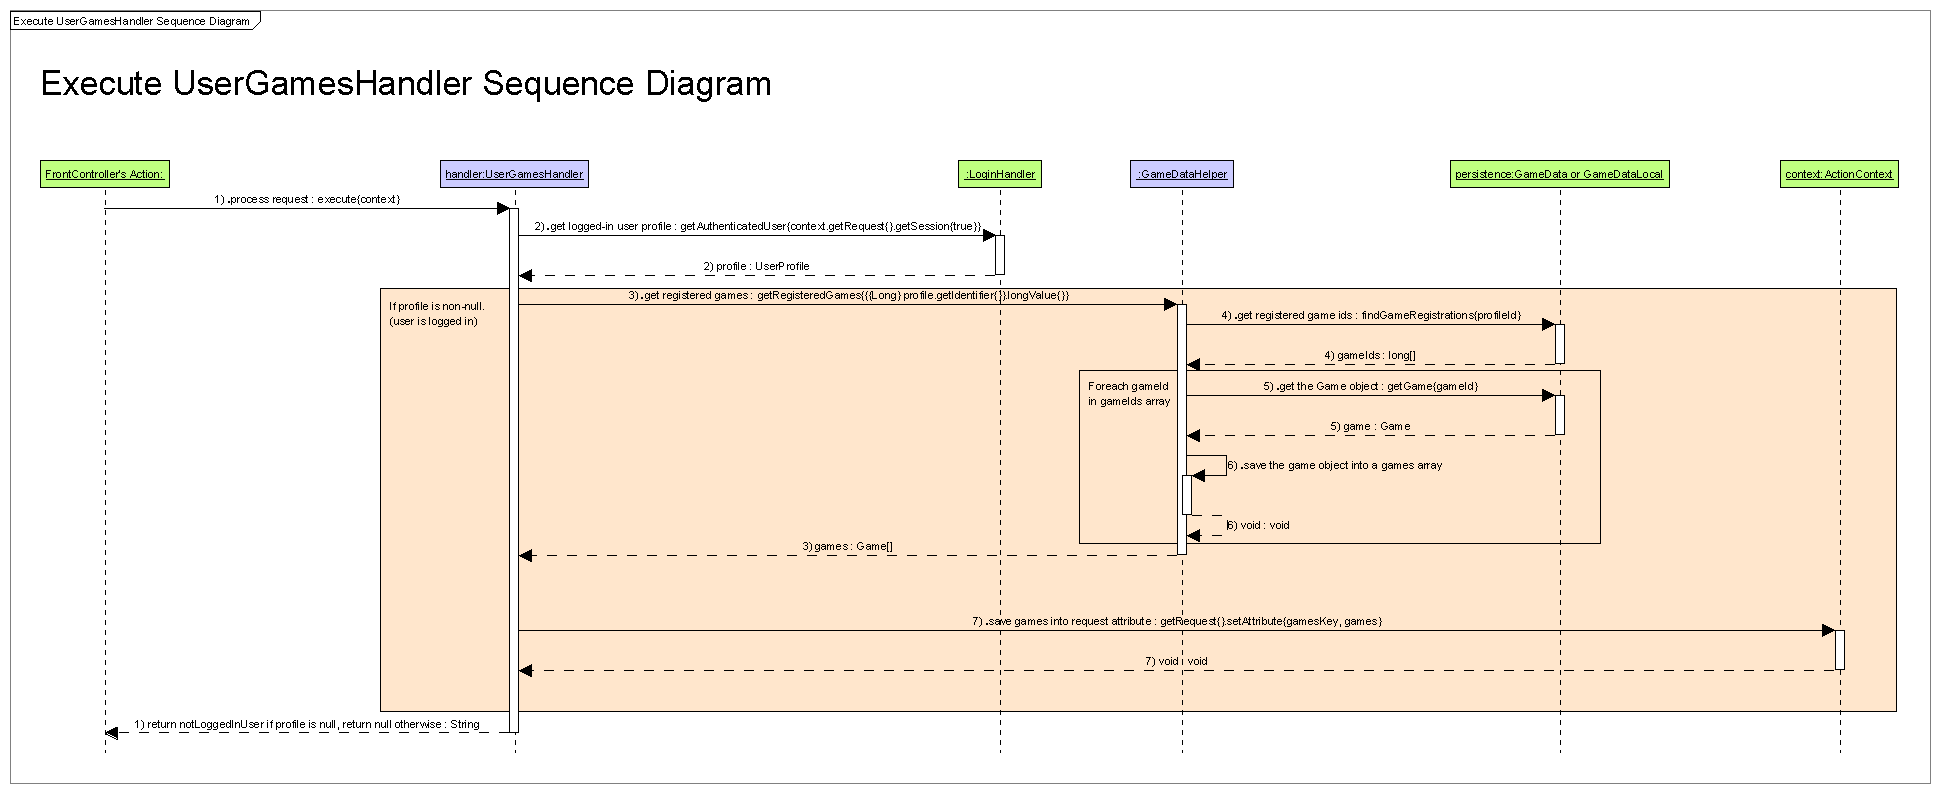 Execute UserGamesHandler Sequence Diagram
Execute UserGamesHandler Sequence Diagram
FrontController's Action:
handler:UserGamesHandler
:LoginHandler
:GameDataHelper
persistence:GameData or GameDataLocal
context:ActionContext
1) .process request : execute{context}
2) .get logged-in user profile : getAuthenticatedUser{context.getRequest{}.getSession{true}}
2) profile : UserProfile
If profile is non-null.
(user is logged in)
3) .get registered games : getRegisteredGames{{{Long} profile.getIdentifier{}}.longValue{}}
4) .get registered game ids : findGameRegistrations{profileId}
4) gameIds : long[]
Foreach gameId
in gameIds array
5) .get the Game object : getGame{gameId}
5) game : Game
6) .save the game object into a games array
6) void : void
3) games : Game[]
7) .save games into request attribute : getRequest{}.setAttribute{gamesKey, games}
7) void : void
1) return notLoggedInUser if profile is null, return null otherwise : String